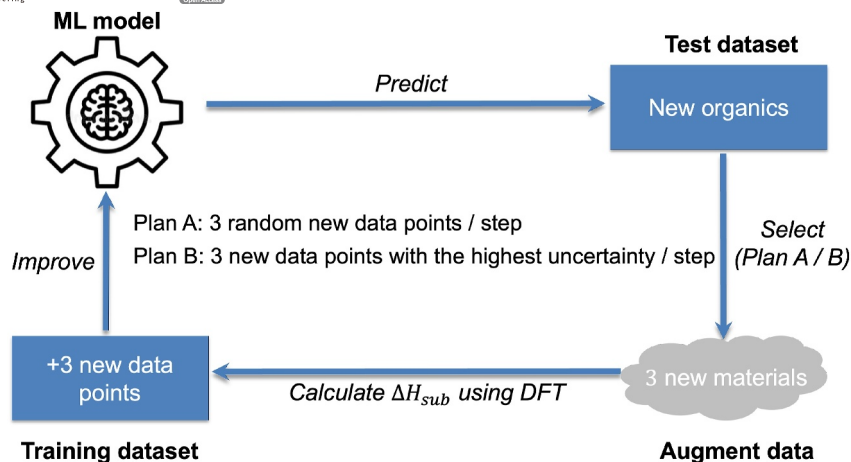 ML model
Test dataset
Predict
New organics
Plan A: 3 random new data points / step
Plan B: 3 new data points with the highest uncertainty / step
Select
(Plan A / B)
Improve
+3 new data
points
3 new materials
Calculate ΔH_sub using DFT
Training dataset
Augment data